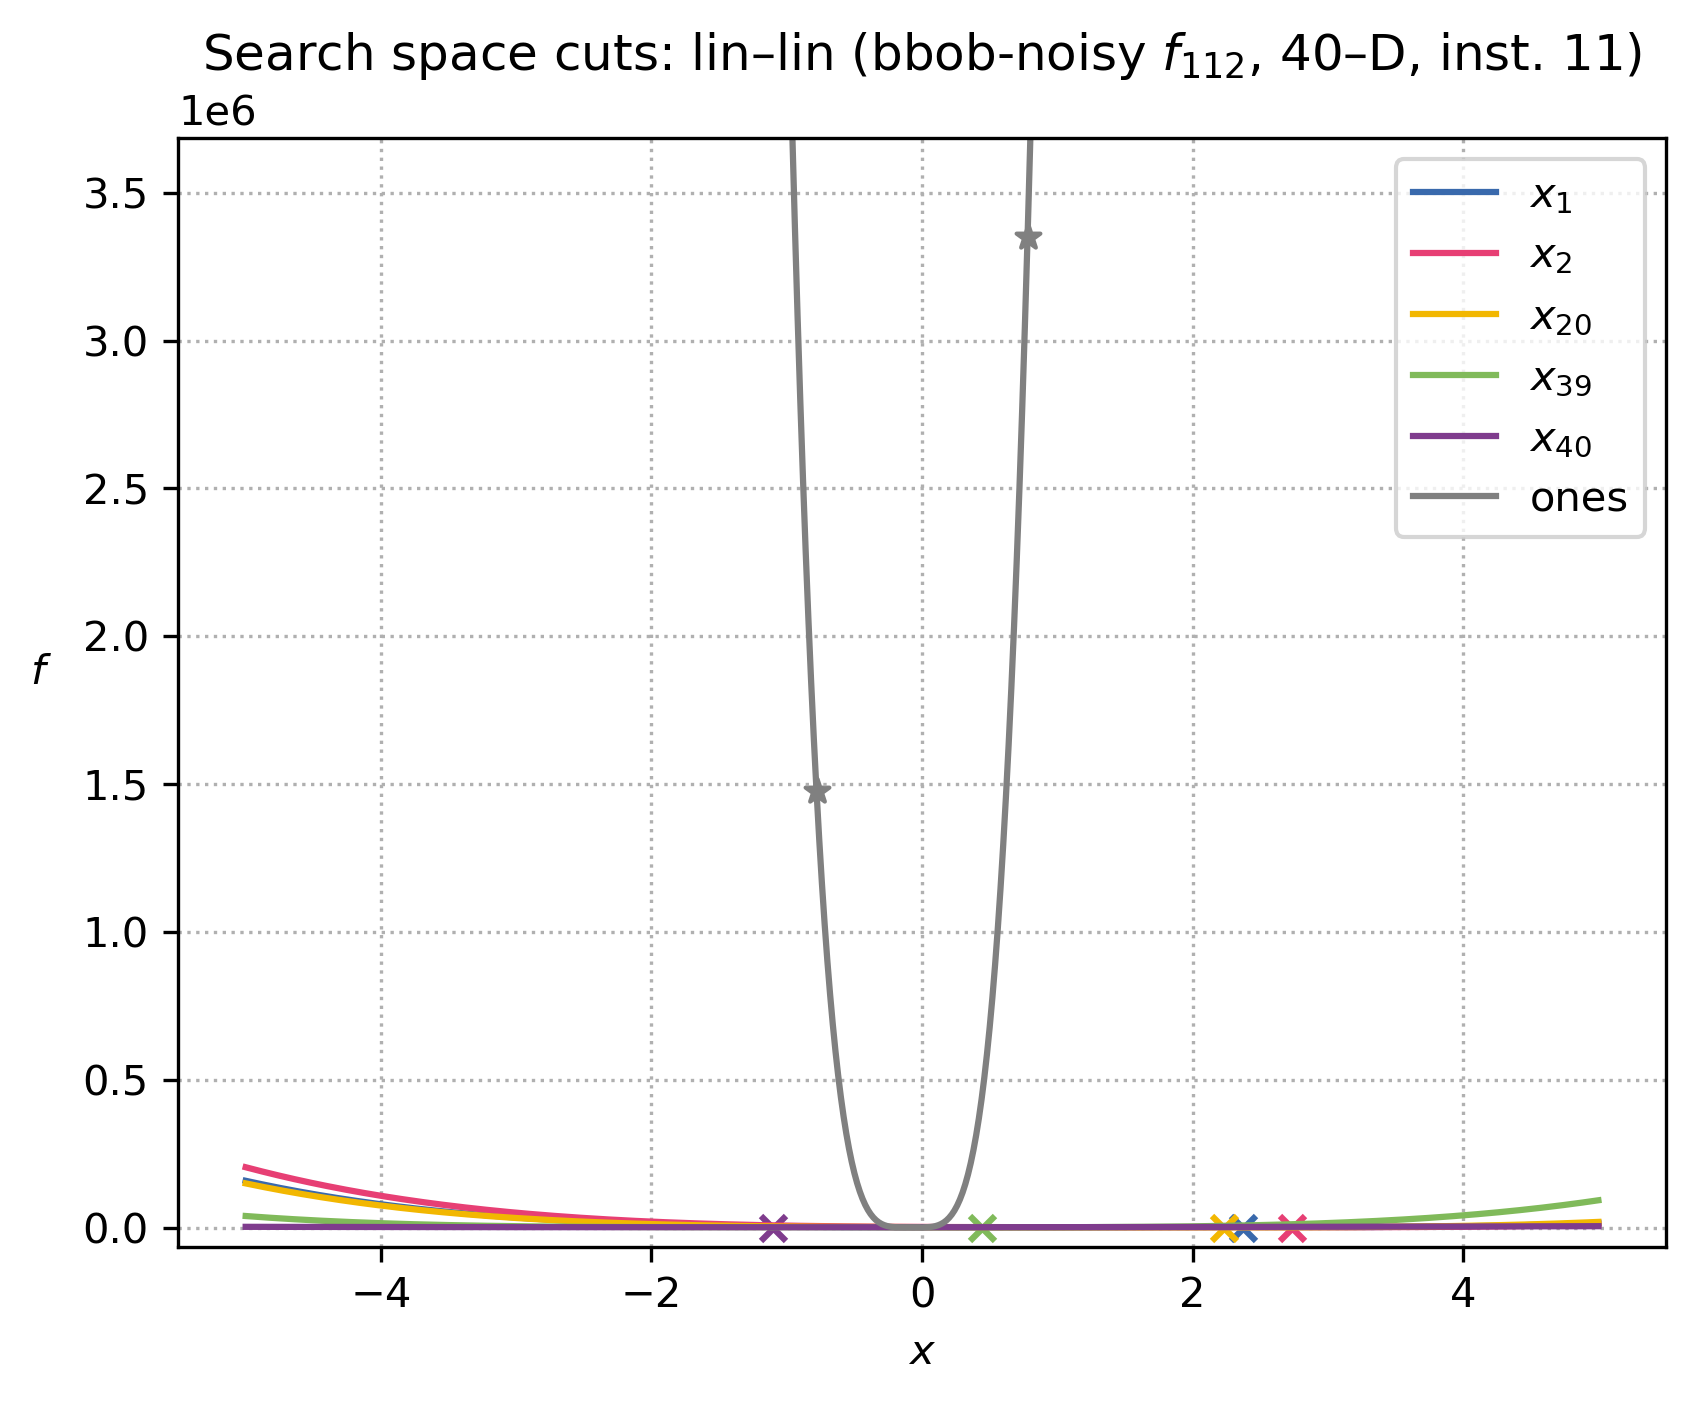 Search space cuts: lin–lin (bbob-noisy f₁₁₂, 40–D, inst. 11)
1e6
3.5
3.0
2.5
2.0
1.5
1.0
0.5
0.0
f
−4
−2
0
2
4
x
x₁
x₂
x₂₀
x₃₉
x₄₀
ones